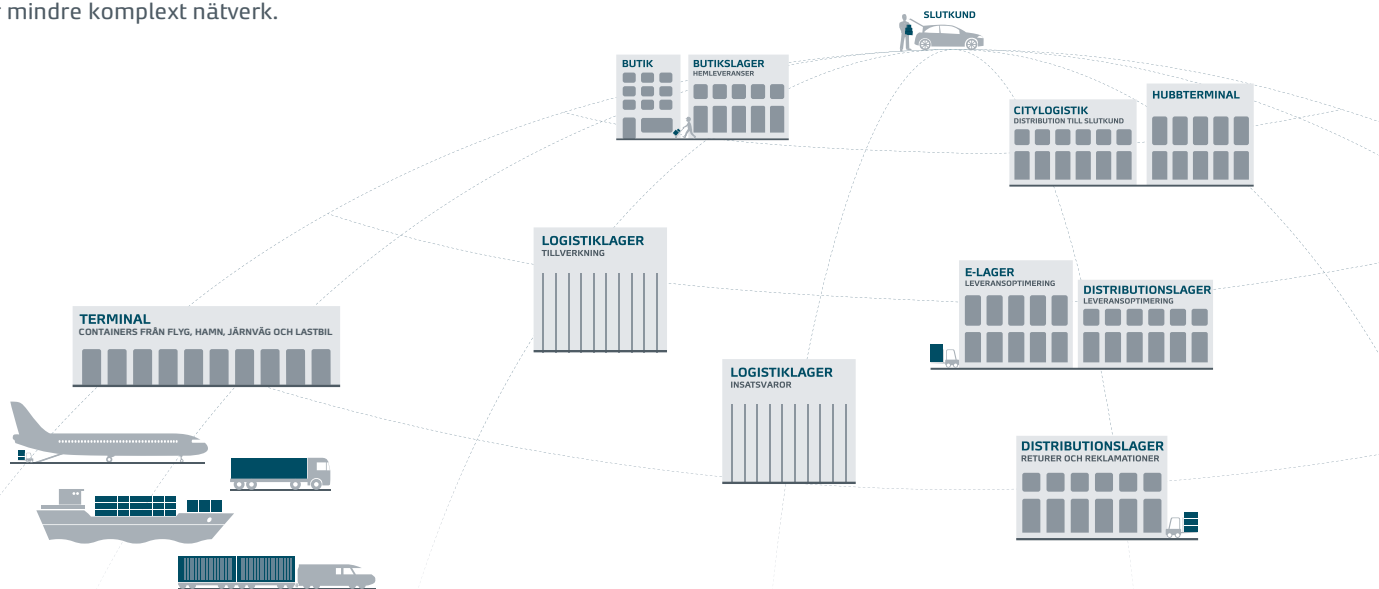 mindre komplext nätverk.
SLUTKUND
BUTIK
BUTIKSLAGER
HEMLEVERANSER
HUBBTERMINAL
CITYLOGISTIK
DISTRIBUTION TILL SLUTKUND
LOGISTIKLAGER
TILLVERKNING
E-LAGER
LEVERANSOPTIMERING
DISTRIBUTIONSLAGER
LEVERANSOPTIMERING
TERMINAL
CONTAINERS FRÅN FLYG, HAMN, JÄRNVÄG OCH LASTBIL
LOGISTIKLAGER
INSATSVAROR
DISTRIBUTIONSLAGER
RETURER OCH REKLAMATIONER